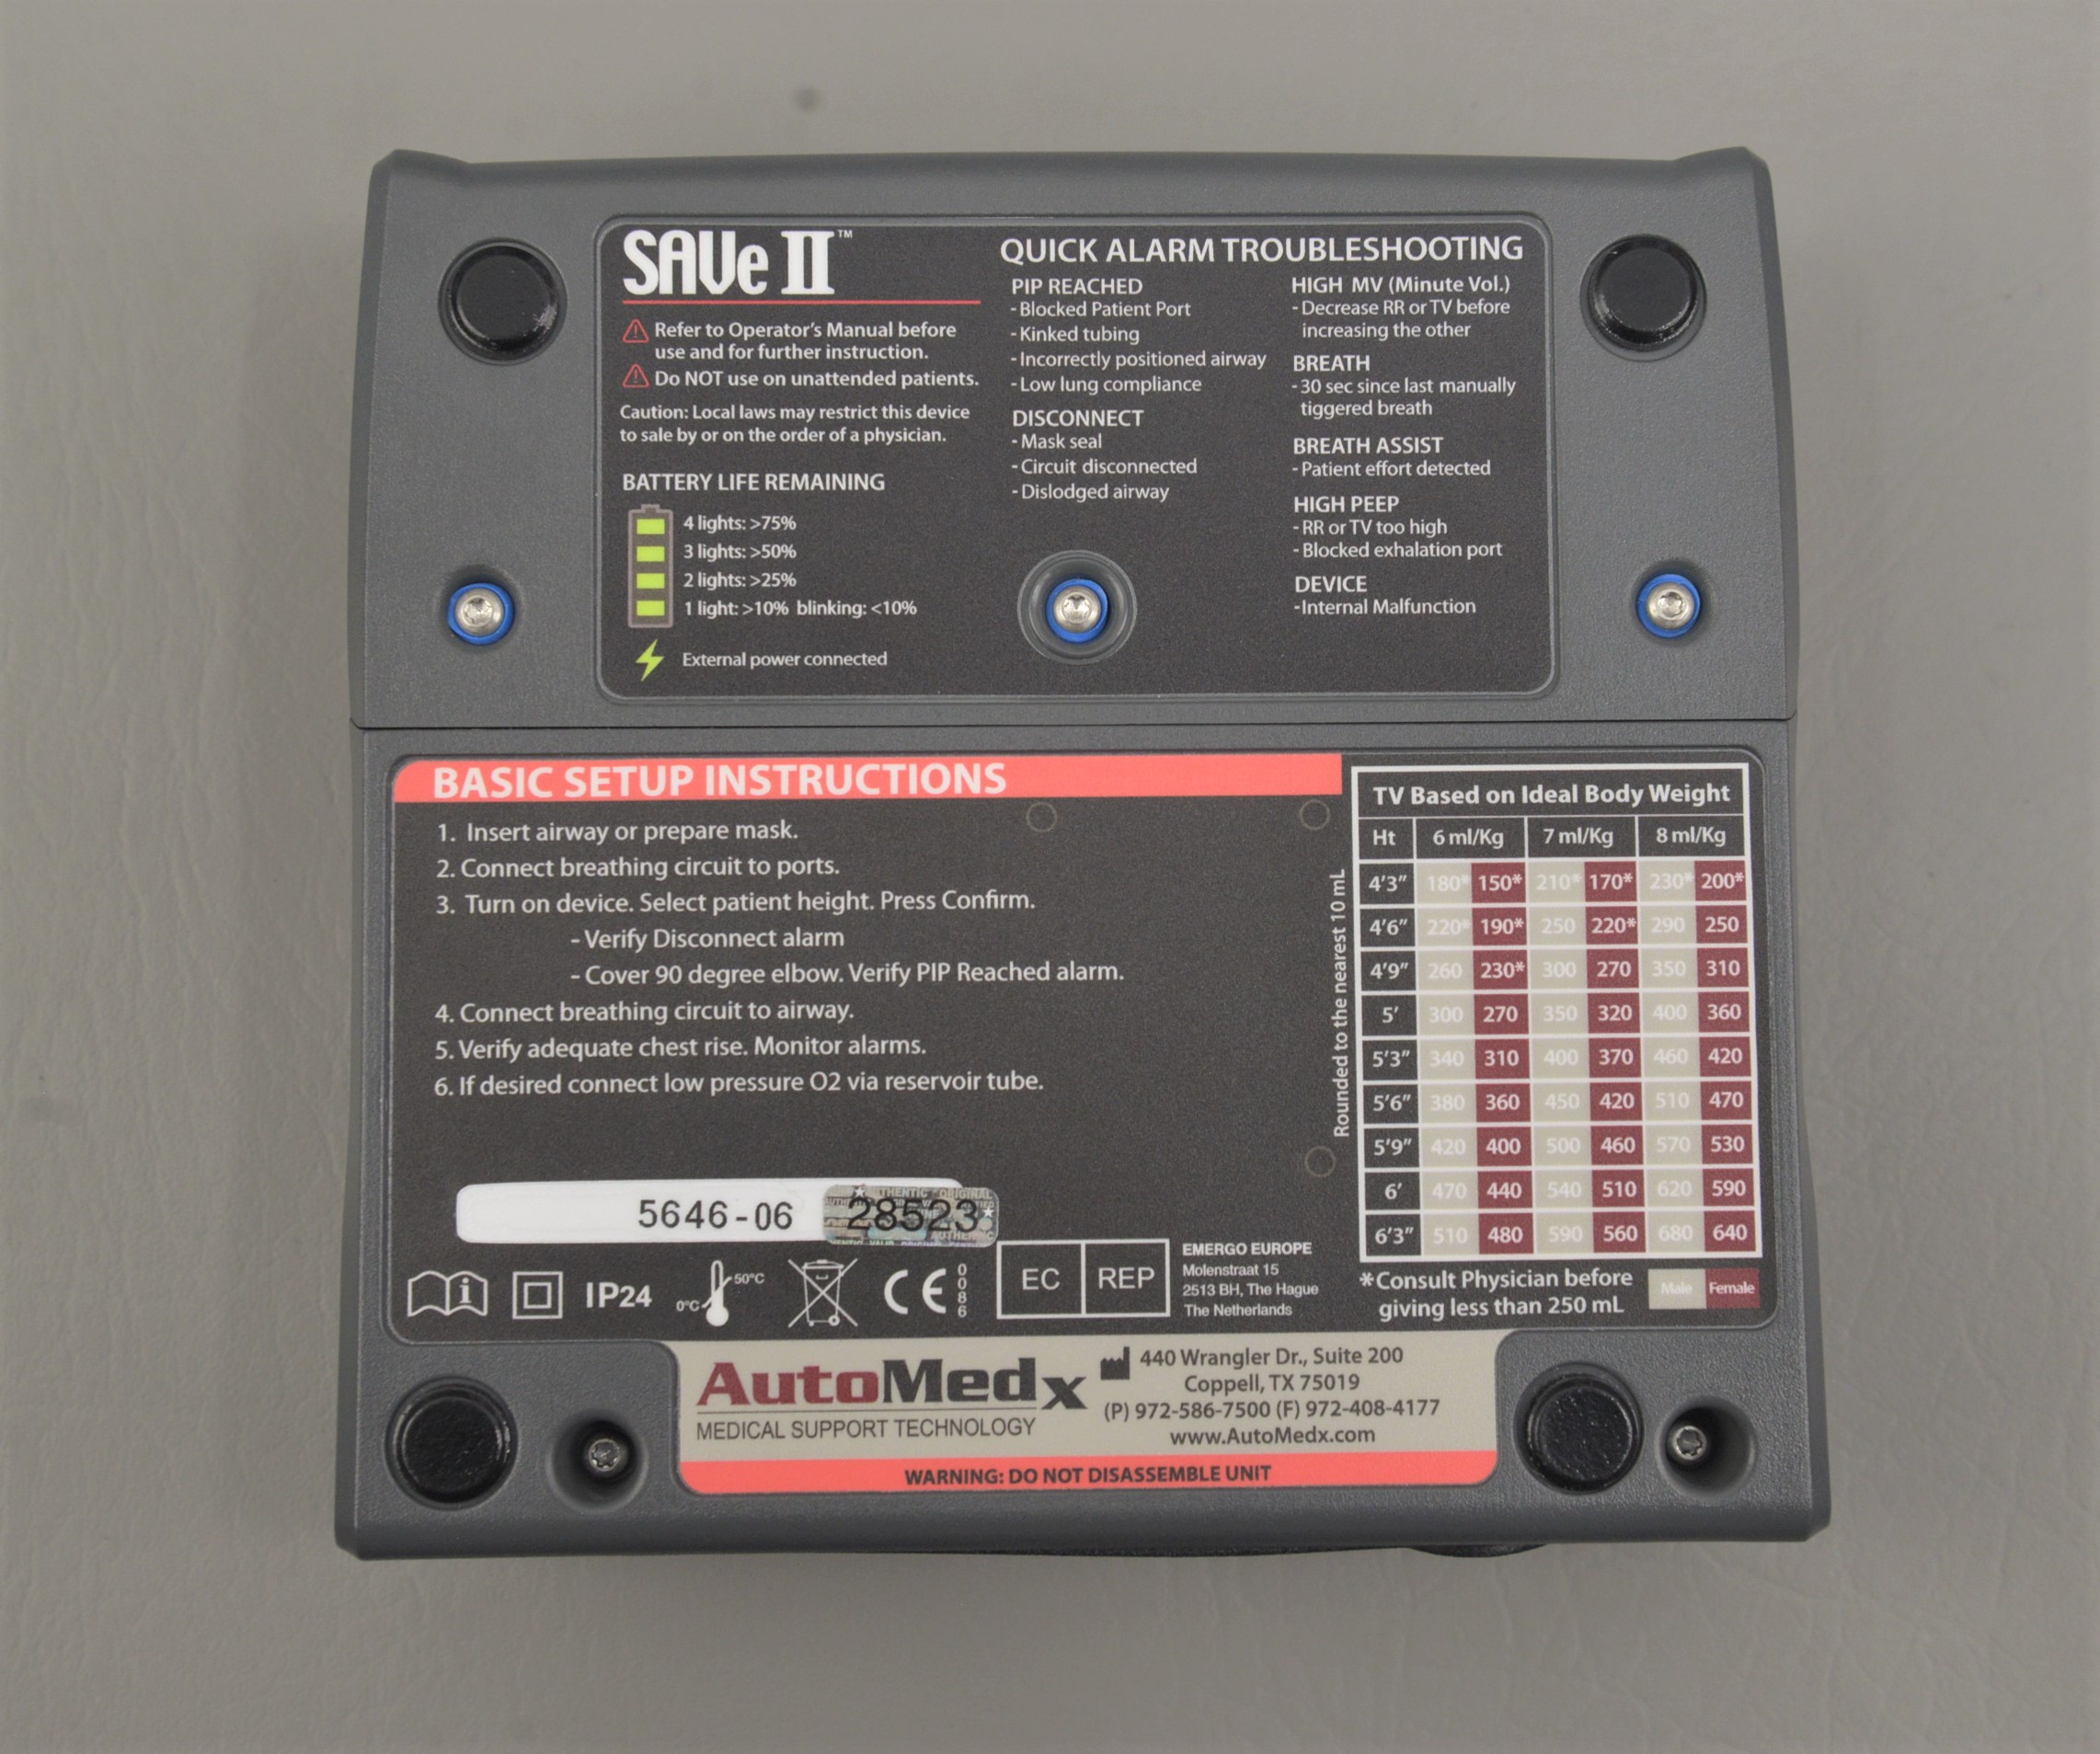 SAVe II™
Refer to Operator's Manual before
use and for further instruction.
Do NOT use on unattended patients.
Caution: Local laws may restrict this device
to sale by or on the order of a physician.
BATTERY LIFE REMAINING
4 lights: >75%
3 lights: >50%
2 lights: >25%
1 light: >10% blinking: <10%
External power connected
QUICK ALARM TROUBLESHOOTING
PIP REACHED
- Blocked Patient Port
- Kinked tubing
- Incorrectly positioned airway
- Low lung compliance
DISCONNECT
- Mask seal
- Circuit disconnected
- Dislodged airway
HIGH MV (Minute Vol.)
- Decrease RR or TV before
increasing the other
BREATH
- 30 sec since last manually
tiggered breath
BREATH ASSIST
- Patient effort detected
HIGH PEEP
- RR or TV too high
- Blocked exhalation port
DEVICE
- Internal Malfunction
BASIC SETUP INSTRUCTIONS
1. Insert airway or prepare mask.
2. Connect breathing circuit to ports.
3. Turn on device. Select patient height. Press Confirm.
- Verify Disconnect alarm
- Cover 90 degree elbow. Verify PIP Reached alarm.
4. Connect breathing circuit to airway.
5. Verify adequate chest rise. Monitor alarms.
6. If desired connect low pressure O2 via reservoir tube.
Rounded to the nearest 10 mL
TV Based on Ideal Body Weight
Ht 6 ml/Kg 7 ml/Kg 8 ml/Kg
4'3" 180* 150* 210* 170* 230* 200*
4'6" 220* 190* 250 220* 290 250
4'9" 260 230* 300 270 350 310
5' 300 270 350 320 400 360
5'3" 340 310 400 370 460 420
5'6" 380 360 450 420 510 470
5'9" 420 400 500 460 570 530
6' 470 440 540 510 620 590
6'3" 510 480 590 560 680 640
*Consult Physician before
giving less than 250 mL
Male Female
5646-06 28523
IP24
0°C 50°C
CE 0086
EC REP
EMERGO EUROPE
Molenstraat 15
2513 BH, The Hague
The Netherlands
AutoMedx
MEDICAL SUPPORT TECHNOLOGY
440 Wrangler Dr., Suite 200
Coppell, TX 75019
(P) 972-586-7500 (F) 972-408-4177
www.AutoMedx.com
WARNING: DO NOT DISASSEMBLE UNIT